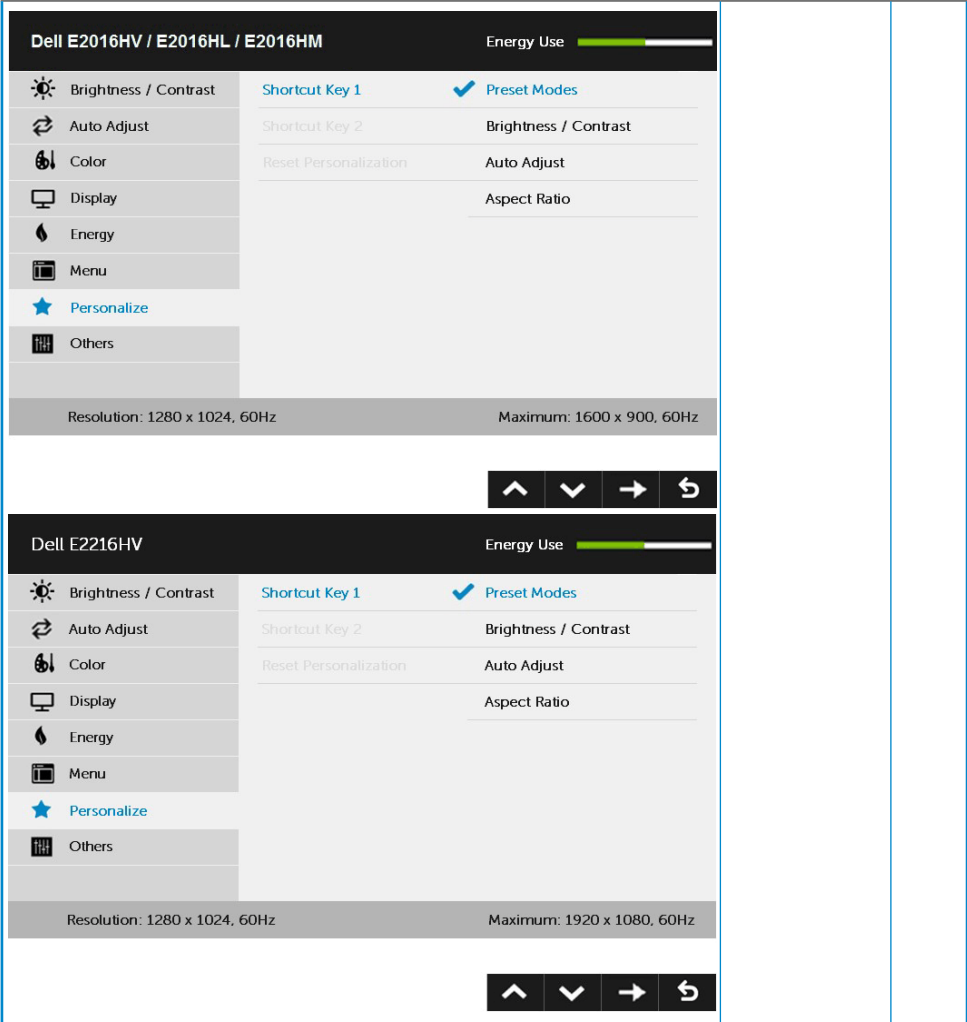 Dell E2016HV / E2016HL / E2016HM Energy Use
Brightness / Contrast Shortcut Key 1 Preset Modes
Auto Adjust Shortcut Key 2 Brightness / Contrast
Color Reset Personalization Auto Adjust
Display Aspect Ratio
Energy
Menu
Personalize
Others
Resolution: 1280 x 1024, 60Hz Maximum: 1600 x 900, 60Hz
Dell E2216HV Energy Use
Brightness / Contrast Shortcut Key 1 Preset Modes
Auto Adjust Shortcut Key 2 Brightness / Contrast
Color Reset Personalization Auto Adjust
Display Aspect Ratio
Energy
Menu
Personalize
Others
Resolution: 1280 x 1024, 60Hz Maximum: 1920 x 1080, 60Hz